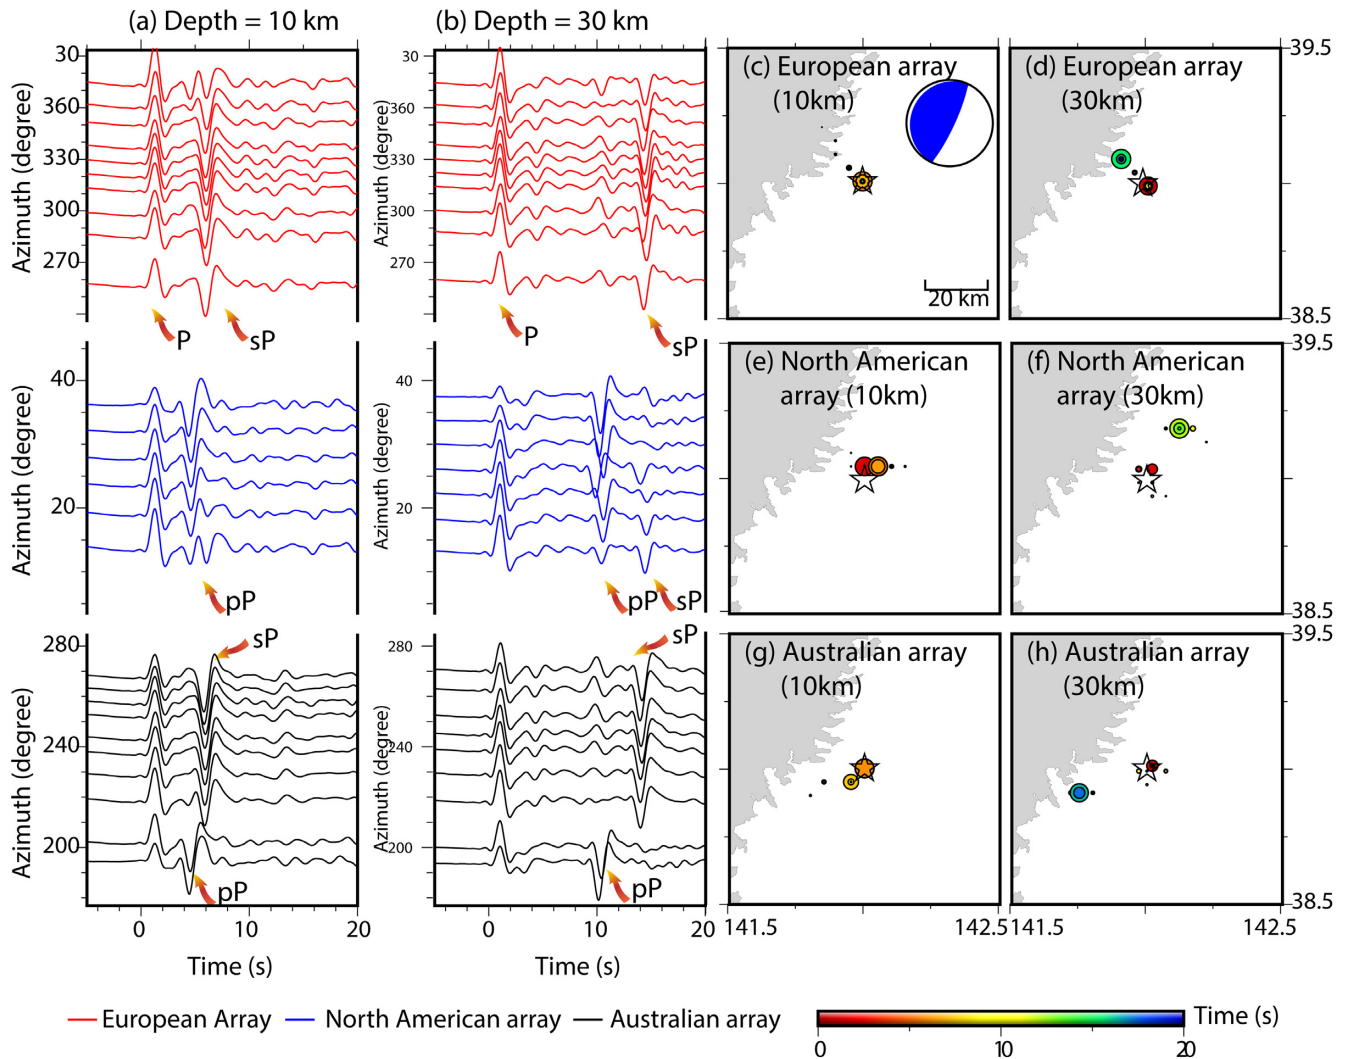 (a) Depth = 10 km
(b) Depth = 30 km
30
360
330
300
270
Azimuth (degree)
P
sP
30
360
330
300
270
Azimuth (degree)
P
sP
(c) European array
(10km)
20 km
(d) European array
(30km)
39.5
38.5
40
20
Azimuth (degree)
pP
40
20
Azimuth (degree)
pP
sP
(e) North American
array (10km)
(f) North American
array (30km)
39.5
38.5
280
240
200
Azimuth (degree)
sP
pP
280
240
200
Azimuth (degree)
sP
pP
(g) Australian array
(10km)
(h) Australian array
(30km)
39.5
38.5
0
10
20
Time (s)
0
10
20
Time (s)
141.5
142.5
141.5
142.5
European Array
North American array
Australian array
Time (s)
0
10
20